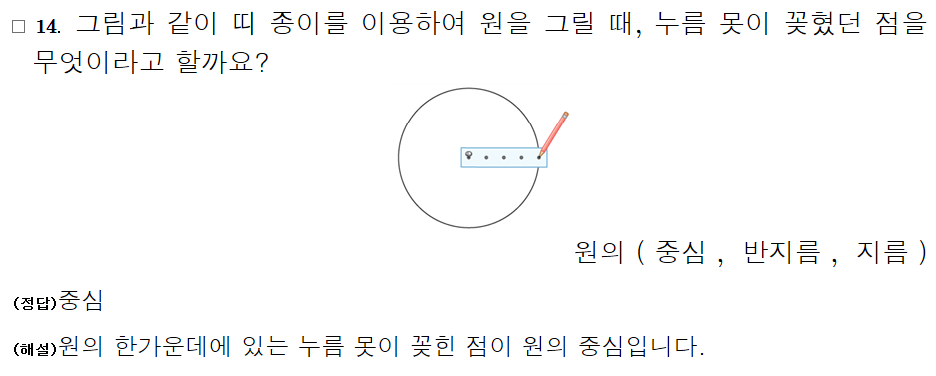 □ 14. 그림과 같이 띠 종이를 이용하여 원을 그릴 때, 누름 못이 꽂혔던 점을
무엇이라고 할까요?
원의 ( 중심 , 반지름 , 지름 )
(정답)중심
(해설)원의 한가운데에 있는 누름 못이 꽂힌 점이 원의 중심입니다.